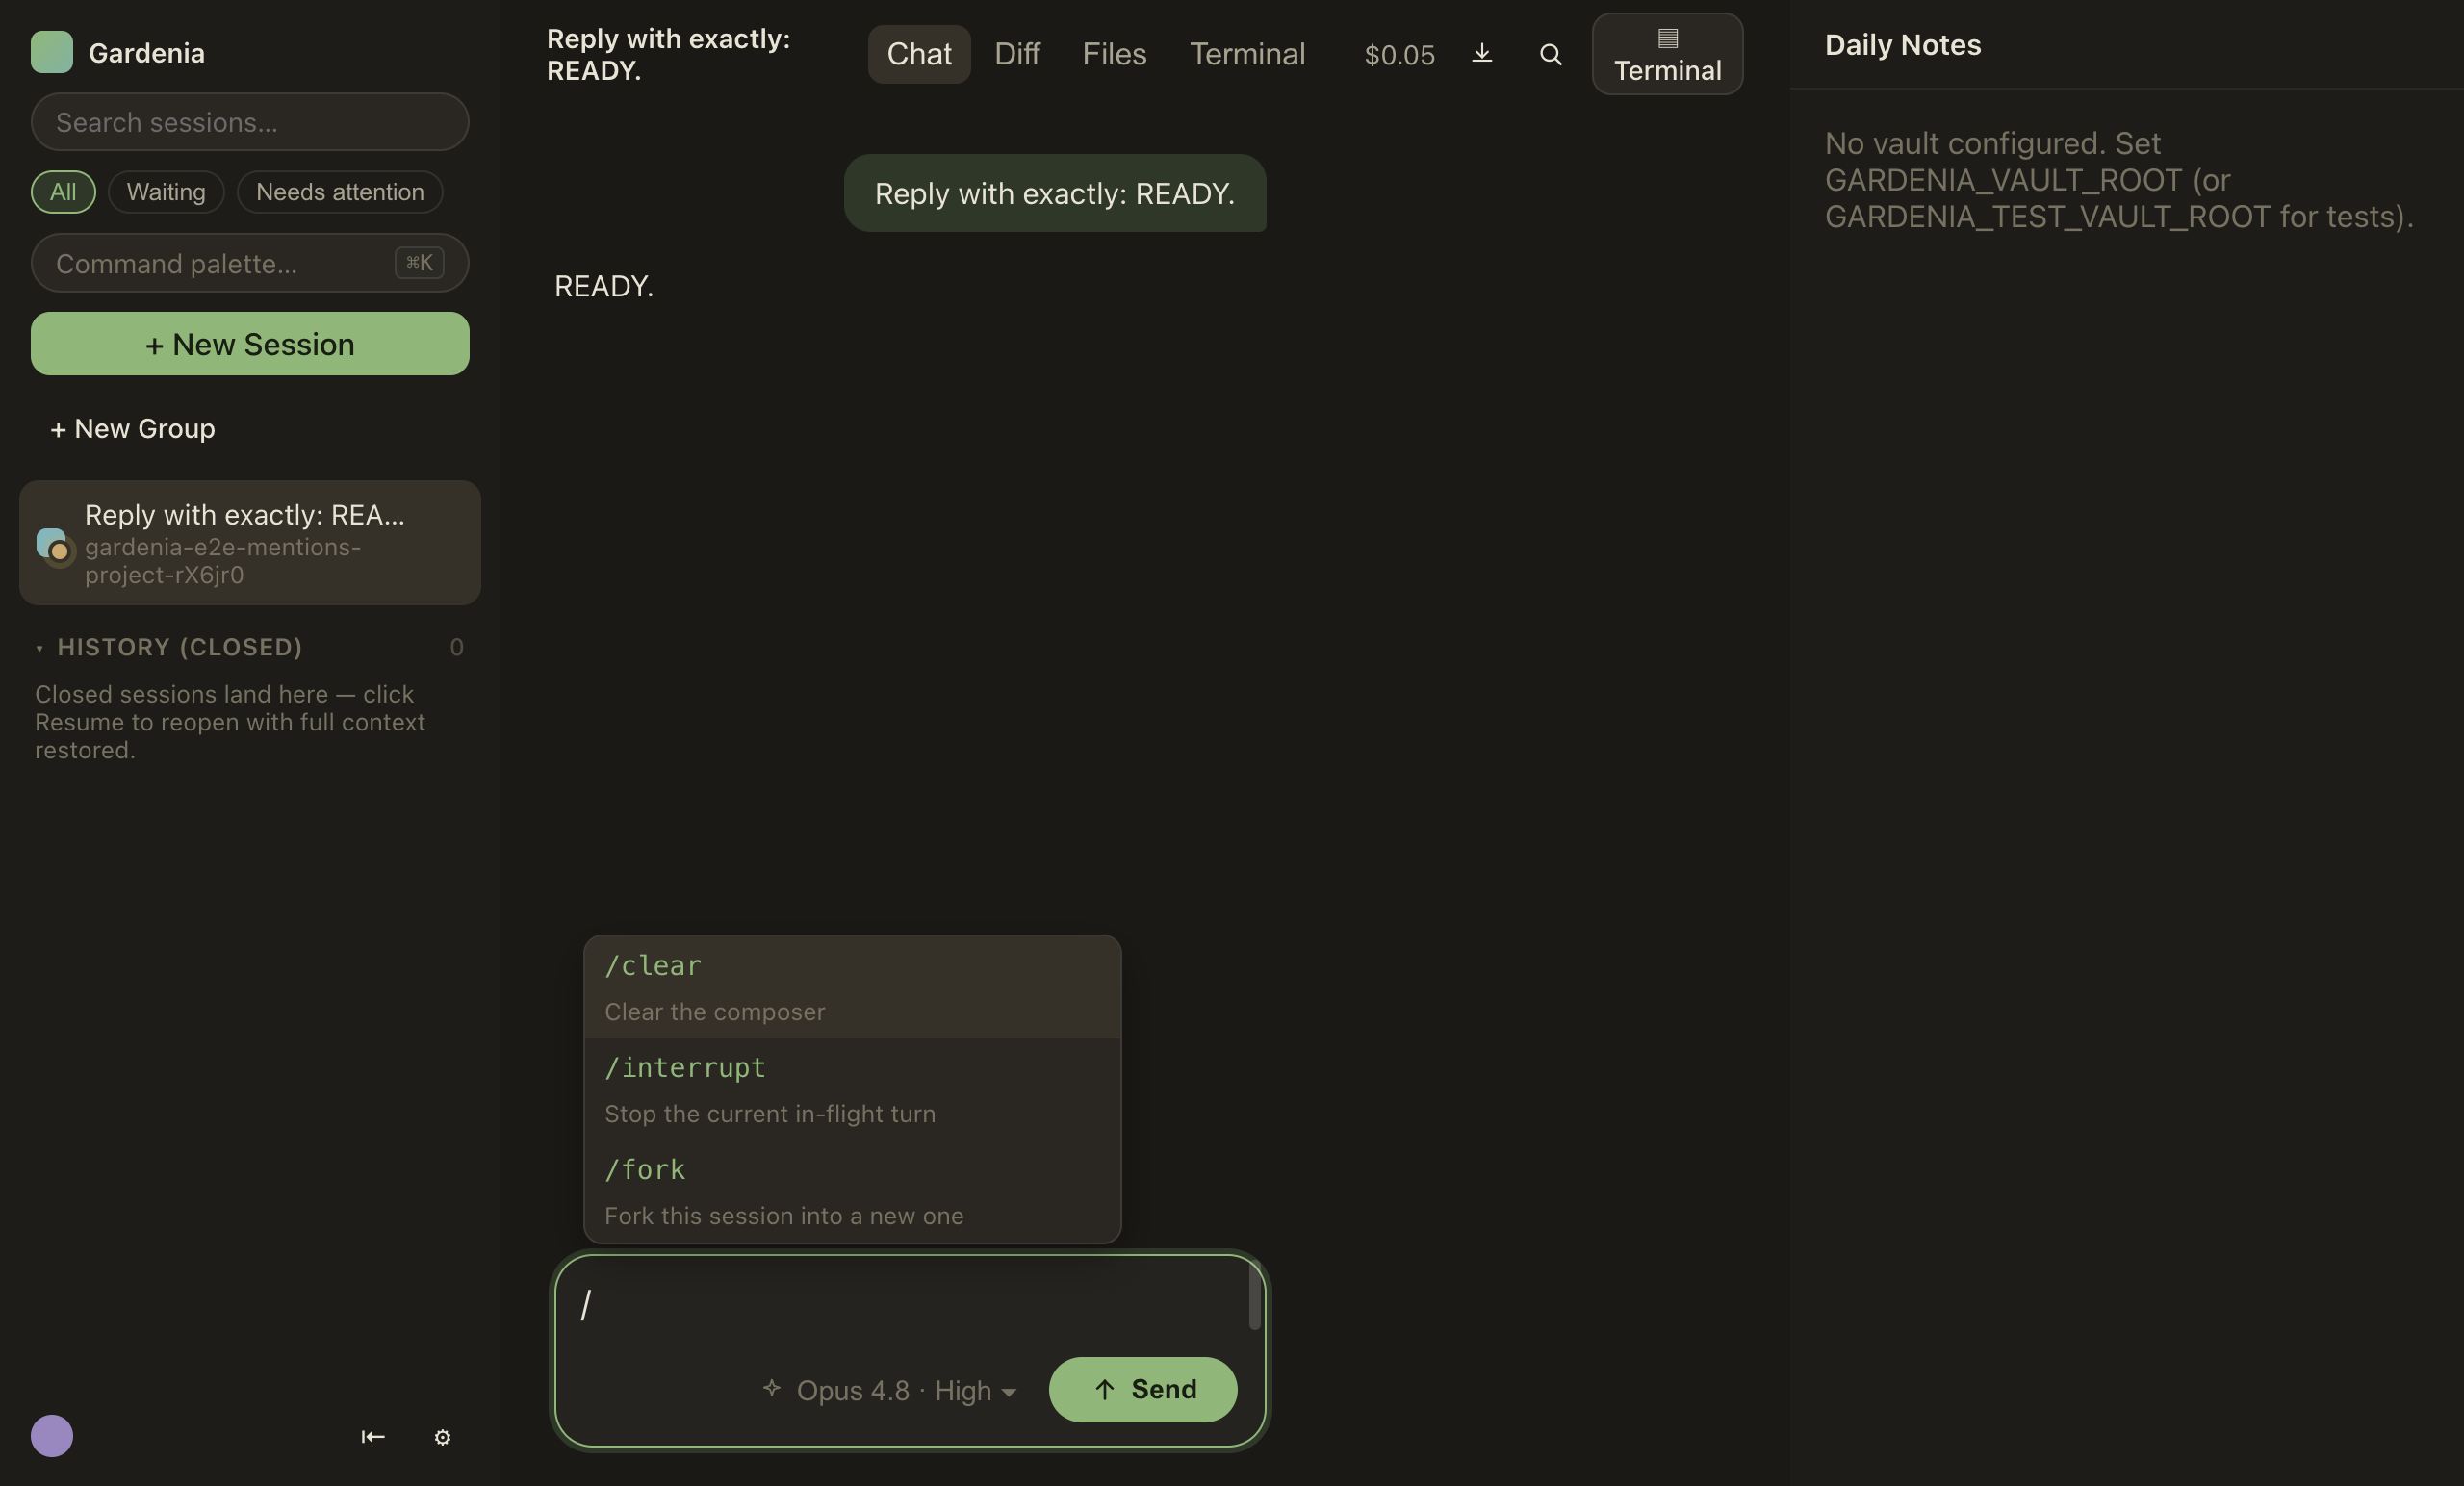 Gardenia
Search sessions...
All
Waiting
Needs attention
Command palette...
⌘K
+ New Session
+ New Group
Reply with exactly: REA...
gardenia-e2e-mentions-
project-rX6jr0
HISTORY (CLOSED)
0
Closed sessions land here — click
Resume to reopen with full context
restored.
Reply with exactly:
READY.
Chat
Diff
Files
Terminal
$0.05
Terminal
Reply with exactly: READY.
READY.
/clear
Clear the composer
/interrupt
Stop the current in-flight turn
/fork
Fork this session into a new one
/
Opus 4.8 · High
Send
Daily Notes
No vault configured. Set
GARDENIA_VAULT_ROOT (or
GARDENIA_TEST_VAULT_ROOT for tests).